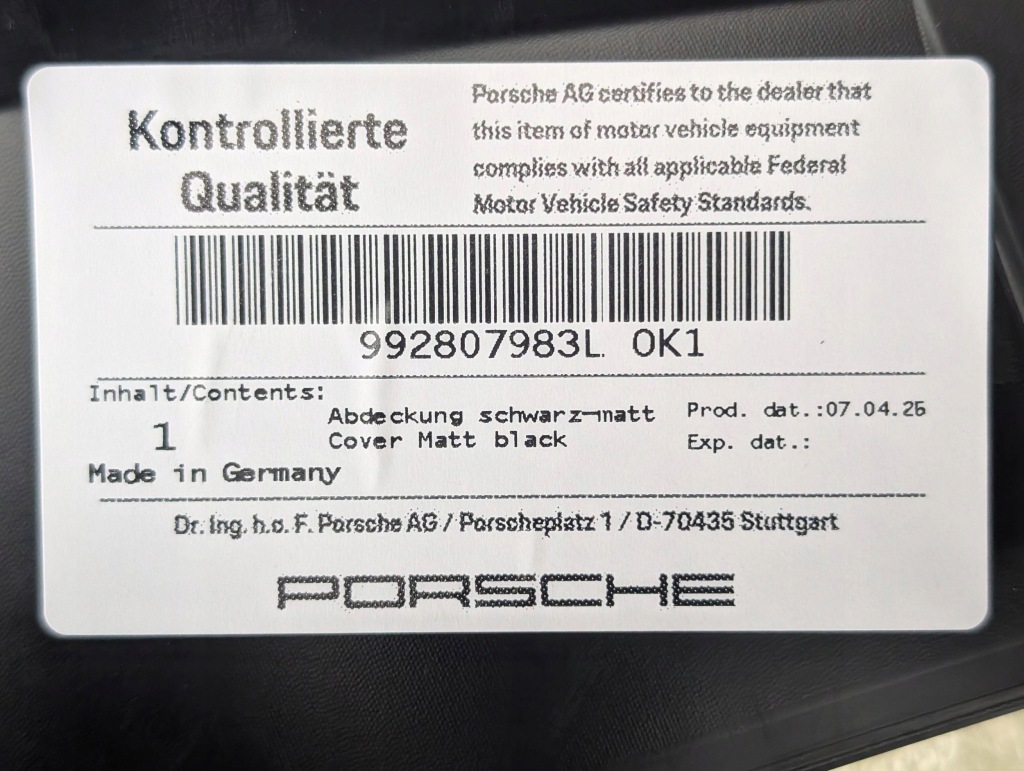 Kontrollierte
Qualität
Porsche AG certifies to the dealer that
this item of motor vehicle equipment
complies with all applicable Federal
Motor Vehicle Safety Standards.
992807983L OK1
Inhalt/Contents:
1
Abdeckung schwarz-matt
Cover Matt black
Prod. dat.:07.04.26
Exp. dat.:
Made in Germany
Dr. Ing. h.c. F. Porsche AG / Porscheplatz 1 / D-70435 Stuttgart
PORSCHE